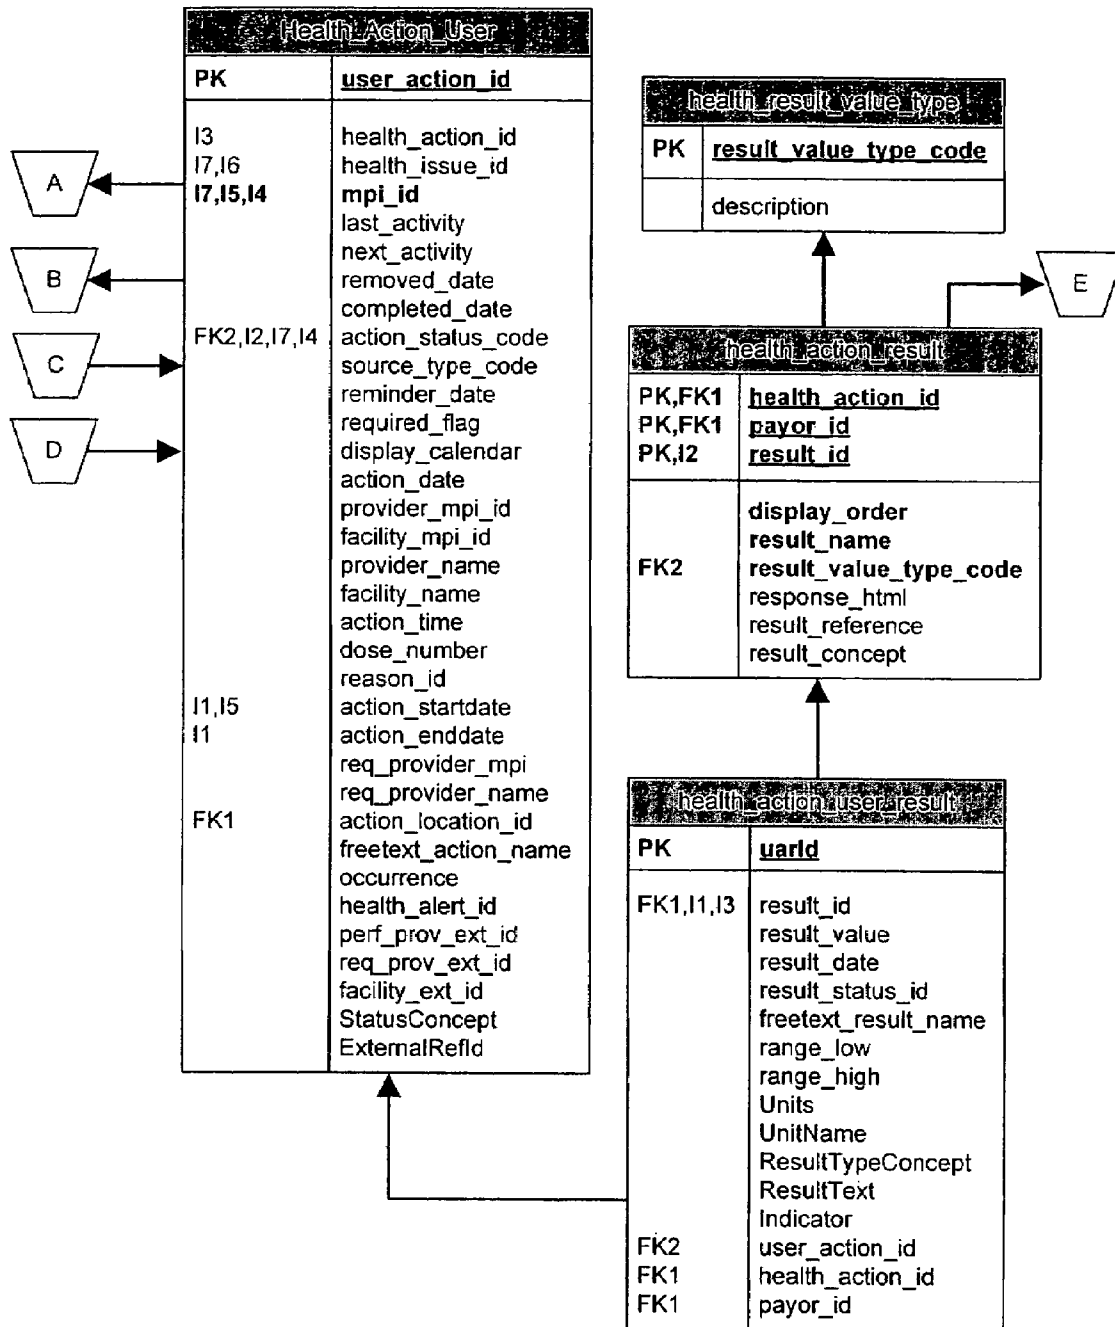 Health_Action_User
PK user_action_id
I3 health_action_id
I7,I6 health_issue_id
I7,I5,I4 mpi_id
last_activity
next_activity
removed_date
completed_date
FK2,I2,I7,I4 action_status_code
source_type_code
reminder_date
required_flag
display_calendar
action_date
provider_mpi_id
facility_mpi_id
provider_name
facility_name
action_time
dose_number
reason_id
I1,I5 action_startdate
I1 action_enddate
req_provider_mpi
req_provider_name
FK1 action_location_id
freetext_action_name
occurrence
health_alert_id
perf_prov_ext_id
req_prov_ext_id
facility_ext_id
StatusConcept
ExternalRefId
A
B
C
D
health_result_value_type
PK result_value_type_code
description
E
health_action_result
PK,FK1 health_action_id
PK,FK1 payor_id
PK,I2 result_id
display_order
result_name
FK2 result_value_type_code
response_html
result_reference
result_concept
health_action_user_result
PK uarId
FK1,I1,I3 result_id
result_value
result_date
result_status_id
freetext_result_name
range_low
range_high
Units
UnitName
ResultTypeConcept
ResultText
Indicator
FK2 user_action_id
FK1 health_action_id
FK1 payor_id